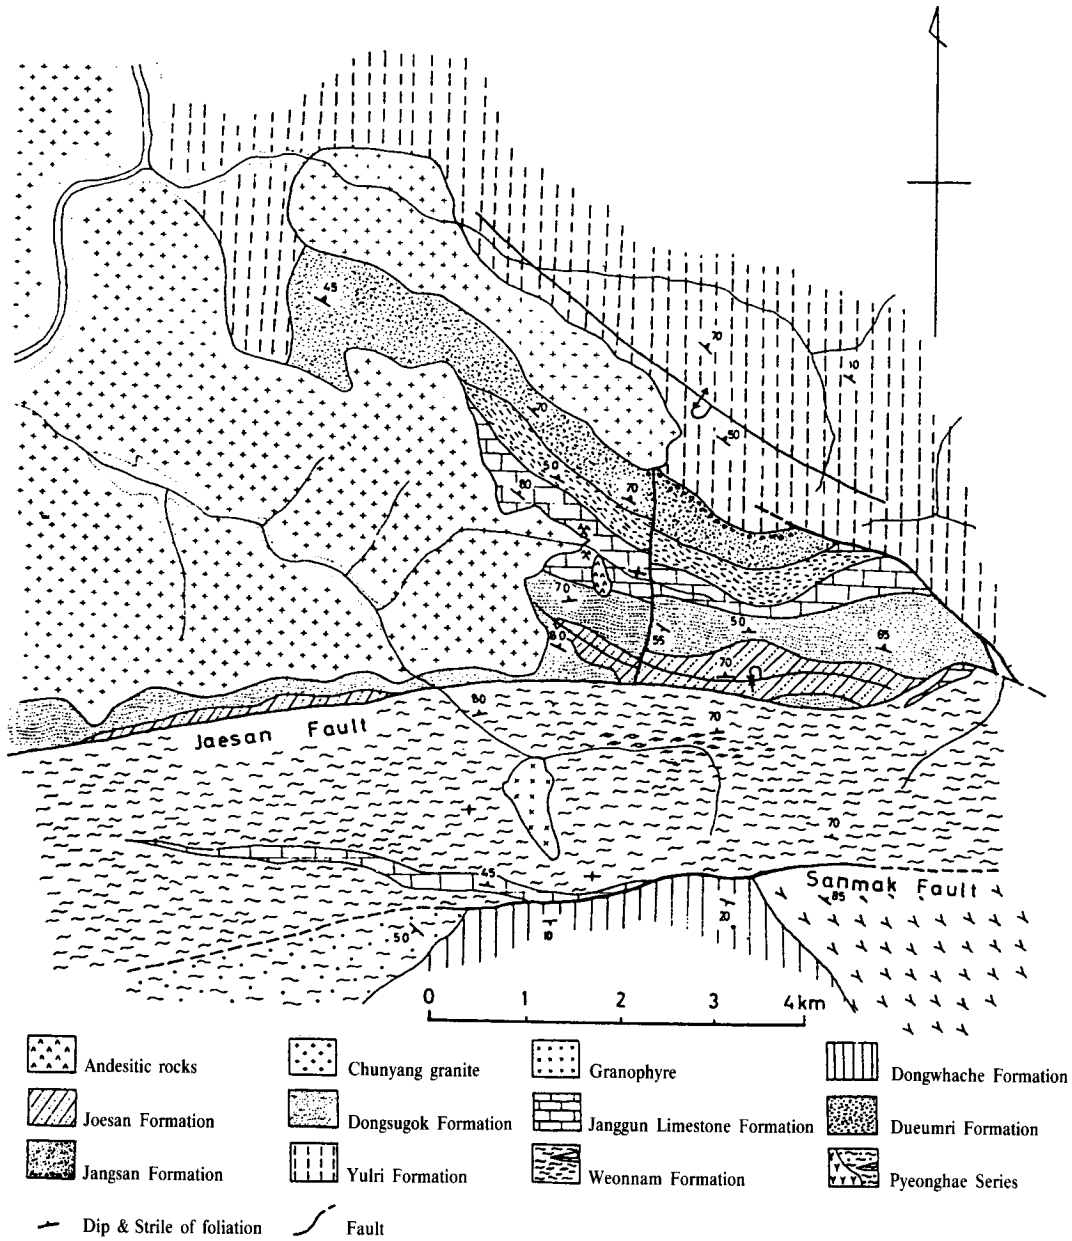 45
70
10
50
70
50
80
70
70
50
85
55
80
70
80
70
Jaesan Fault
70
45
Sanmak Fault
85
50
10
20
0 1 2 3 4km
Andesitic rocks
Chunyang granite
Granophyre
Dongwhache Formation
Joesan Formation
Dongsugok Formation
Janggun Limestone Formation
Dueumri Formation
Jangsan Formation
Yulri Formation
Weonnam Formation
Pyeonghae Series
Dip & Strile of foliation
Fault